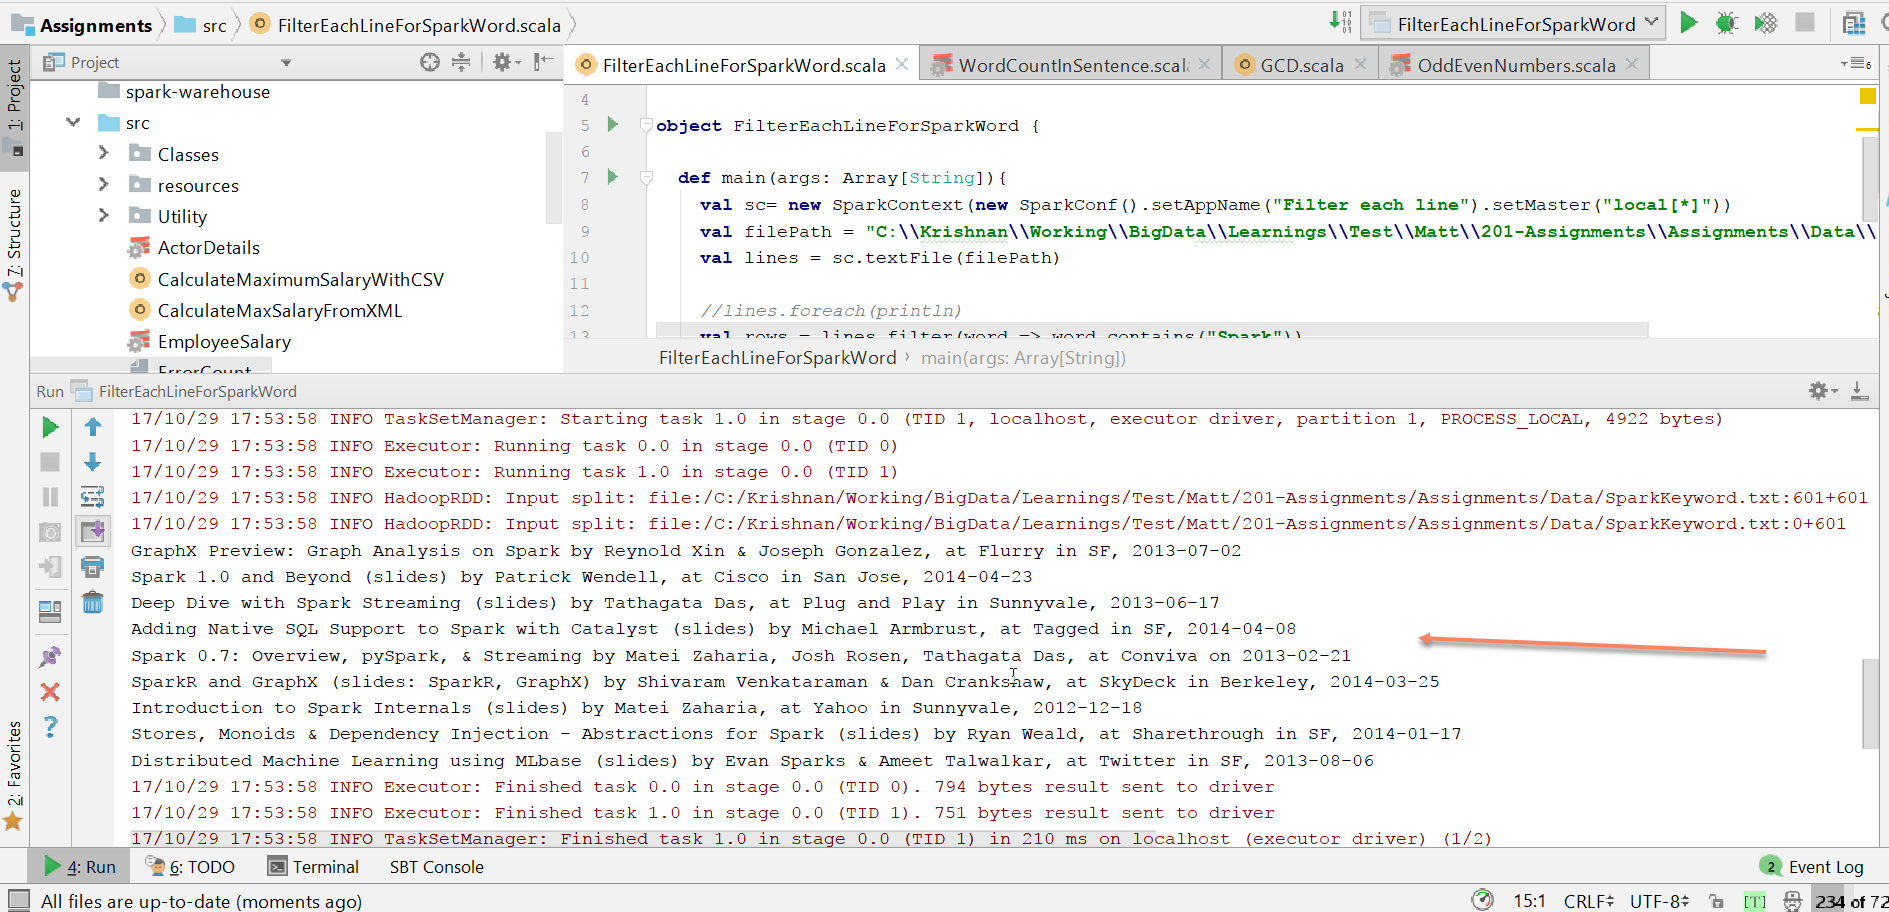 Assignments src FilterEachLineForSparkWord.scala FilterEachLineForSparkWord
1: Project
7: Structure
2: Favorites
Project
spark-warehouse
src
Classes
resources
Utility
ActorDetails
CalculateMaximumSalaryWithCSV
CalculateMaxSalaryFromXML
EmployeeSalary
ErrorCount
FilterEachLineForSparkWord.scala WordCountInSentence.scal GCD.scala OddEvenNumbers.scala 6
4
5 object FilterEachLineForSparkWord {
6
7 def main(args: Array[String]){
8 val sc= new SparkContext(new SparkConf().setAppName("Filter each line").setMaster("local[*]"))
9 val filePath = "C:\\Krishnan\\Working\\BigData\\Learnings\\Test\\Matt\\201-Assignments\\Assignments\\Data\\
10 val lines = sc.textFile(filePath)
11
12 //lines.foreach(println)
13 val rows = lines.filter(word => word.contains("Spark"))
FilterEachLineForSparkWord main(args: Array[String])
Run FilterEachLineForSparkWord
17/10/29 17:53:58 INFO TaskSetManager: Starting task 1.0 in stage 0.0 (TID 1, localhost, executor driver, partition 1, PROCESS_LOCAL, 4922 bytes)
17/10/29 17:53:58 INFO Executor: Running task 0.0 in stage 0.0 (TID 0)
17/10/29 17:53:58 INFO Executor: Running task 1.0 in stage 0.0 (TID 1)
17/10/29 17:53:58 INFO HadoopRDD: Input split: file:/C:/Krishnan/Working/BigData/Learnings/Test/Matt/201-Assignments/Assignments/Data/SparkKeyword.txt:601+601
17/10/29 17:53:58 INFO HadoopRDD: Input split: file:/C:/Krishnan/Working/BigData/Learnings/Test/Matt/201-Assignments/Assignments/Data/SparkKeyword.txt:0+601
GraphX Preview: Graph Analysis on Spark by Reynold Xin & Joseph Gonzalez, at Flurry in SF, 2013-07-02
Spark 1.0 and Beyond (slides) by Patrick Wendell, at Cisco in San Jose, 2014-04-23
Deep Dive with Spark Streaming (slides) by Tathagata Das, at Plug and Play in Sunnyvale, 2013-06-17
Adding Native SQL Support to Spark with Catalyst (slides) by Michael Armbrust, at Tagged in SF, 2014-04-08
Spark 0.7: Overview, pySpark, & Streaming by Matei Zaharia, Josh Rosen, Tathagata Das, at Conviva on 2013-02-21
SparkR and GraphX (slides: SparkR, GraphX) by Shivaram Venkataraman & Dan Crankshaw, at SkyDeck in Berkeley, 2014-03-25
Introduction to Spark Internals (slides) by Matei Zaharia, at Yahoo in Sunnyvale, 2012-12-18
Stores, Monoids & Dependency Injection - Abstractions for Spark (slides) by Ryan Weald, at Sharethrough in SF, 2014-01-17
Distributed Machine Learning using MLbase (slides) by Evan Sparks & Ameet Talwalkar, at Twitter in SF, 2013-08-06
17/10/29 17:53:58 INFO Executor: Finished task 0.0 in stage 0.0 (TID 0). 794 bytes result sent to driver
17/10/29 17:53:58 INFO Executor: Finished task 1.0 in stage 0.0 (TID 1). 751 bytes result sent to driver
17/10/29 17:53:58 INFO TaskSetManager: Finished task 1.0 in stage 0.0 (TID 1) in 210 ms on localhost (executor driver) (1/2)
4: Run 6: TODO Terminal SBT Console 2 Event Log
All files are up-to-date (moments ago) 15:1 CRLF UTF-8 [T] 234 of 72